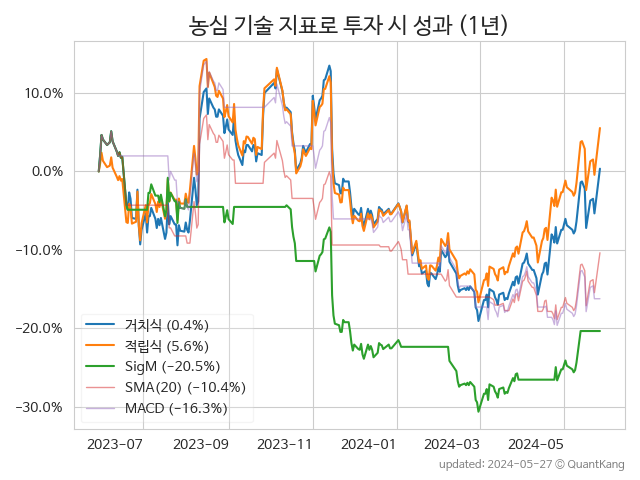 농심 기술 지표로 투자 시 성과 (1년)
10.0%
0.0%
−10.0%
−20.0%
−30.0%
거치식 (0.4%)
적립식 (5.6%)
SigM (−20.5%)
SMA(20) (−10.4%)
MACD (−16.3%)
2023−07
2023−09
2023−11
2024−01
2024−03
2024−05
updated: 2024-05-27 © QuantKang